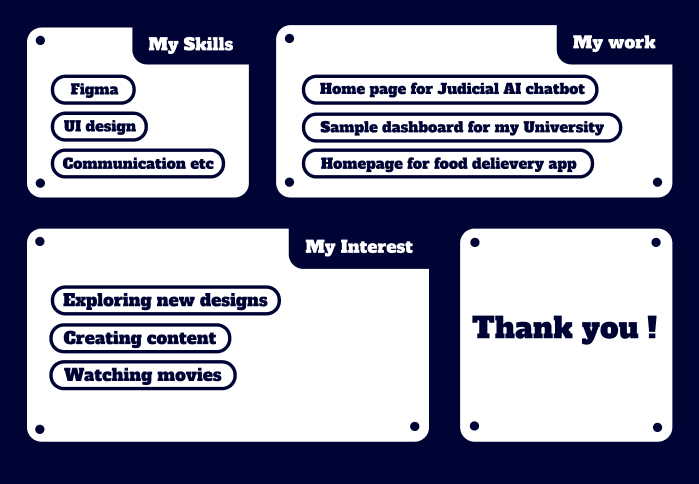 My Skills
Figma
UI design
Communication etc
My work
Home page for Judicial AI chatbot
Sample dashboard for my University
Homepage for food delievery app
My Interest
Exploring new designs
Creating content
Watching movies
Thank you !